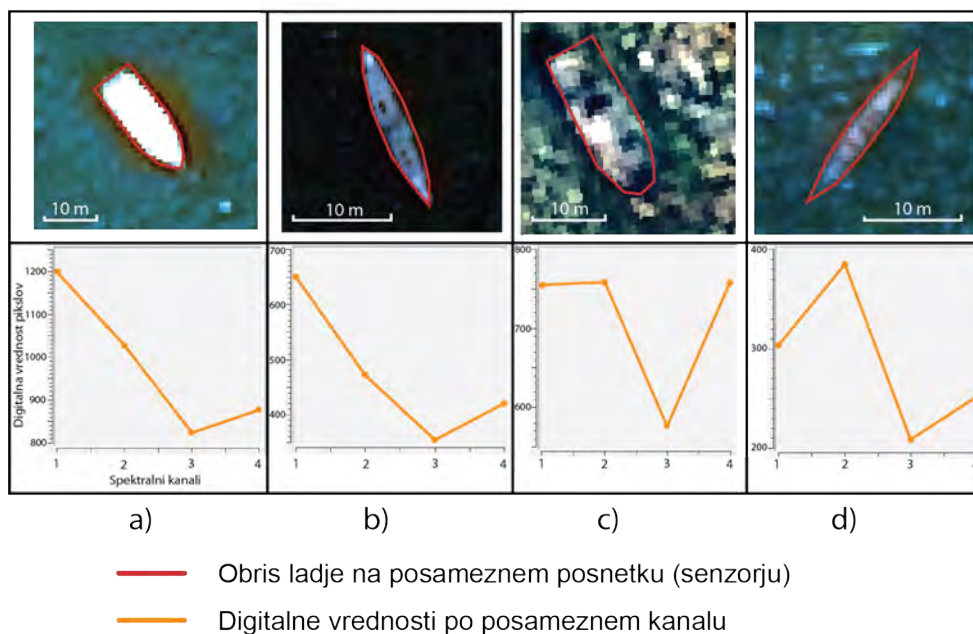 10 m
10 m
10 m
10 m
Digitalna vrednost pikslov
1200
1100
1000
900
800
1
2
3
4
Spektralni kanali
700
600
500
400
1
2
3
4
800
700
600
1
2
3
4
400
300
200
1
2
3
4
a)
b)
c)
d)
Obris ladje na posameznem posnetku (senzorju)
Digitalne vrednosti po posameznem kanalu